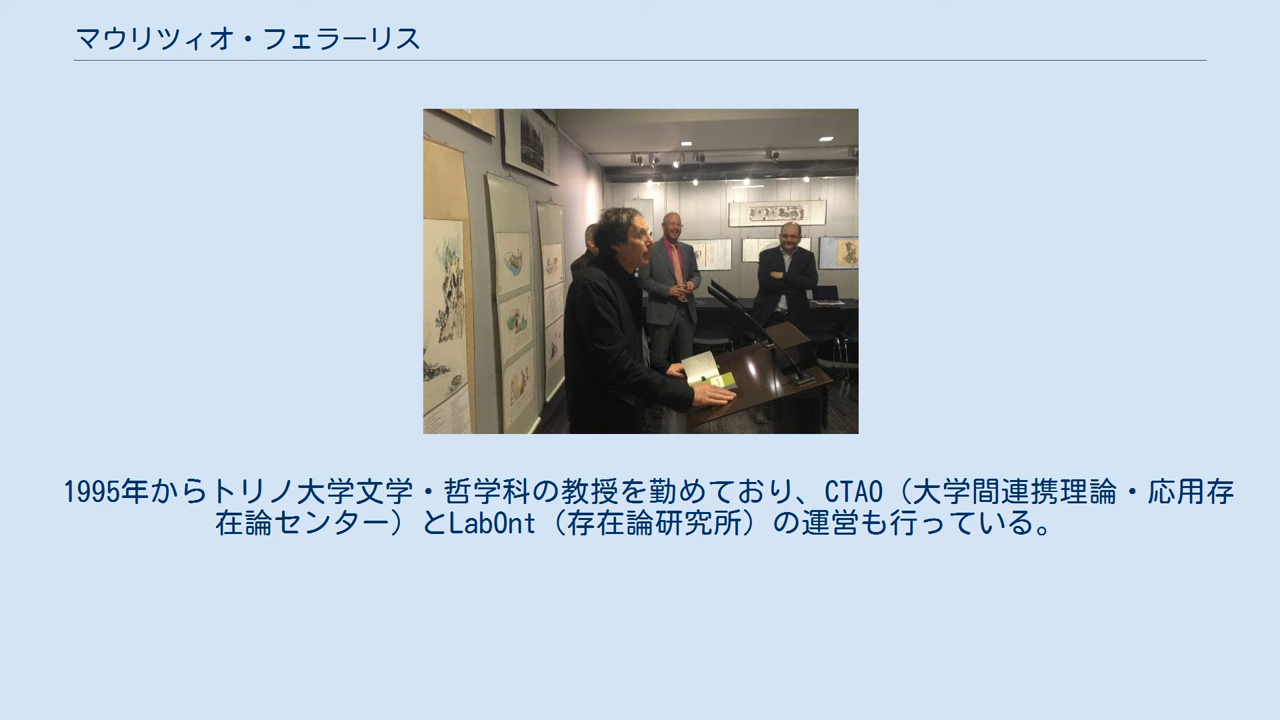 マウリツィオ・フェラーリス
1995年からトリノ大学文学・哲学科の教授を勤めており、CTAO（大学間連携理論・応用存
在論センター）とLabOnt（存在論研究所）の運営も行っている。